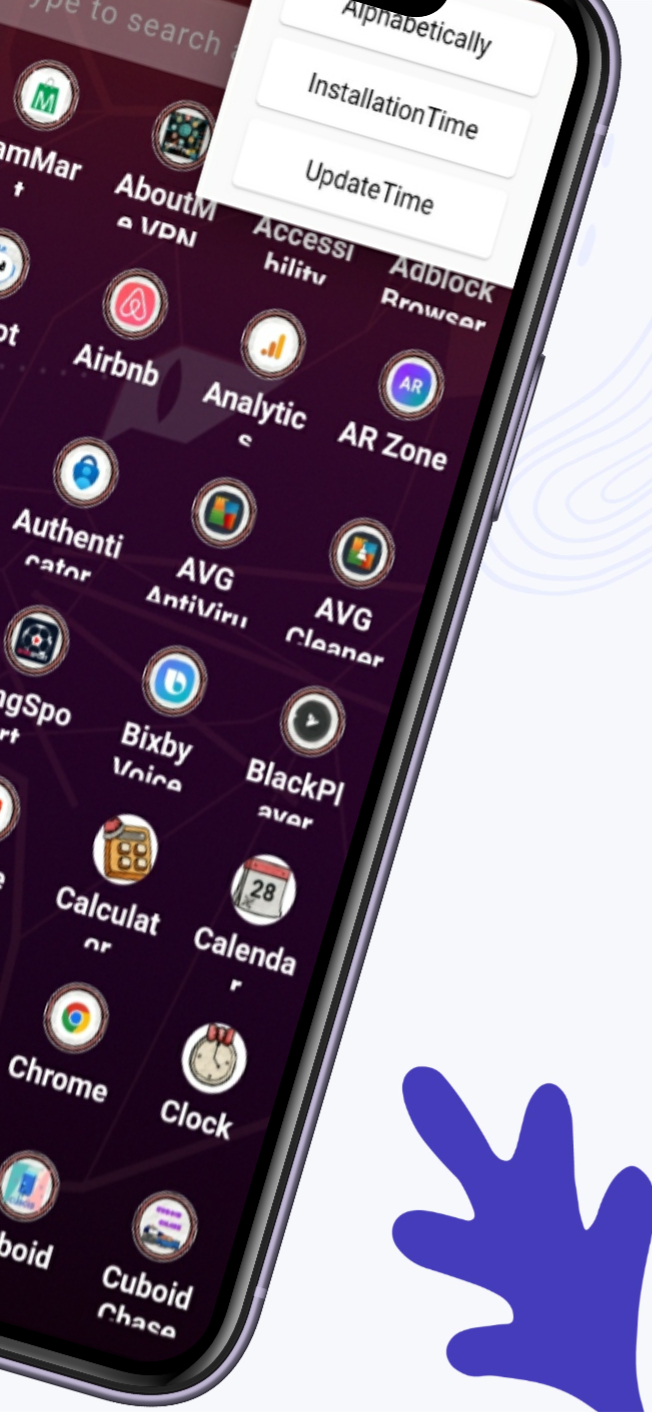 ype to search a
Alphabetically
InstallationTime
UpdateTime
amMar
t
AboutM
e VPN
Accessi
bility
Adblock
Browser
ot
Airbnb
Analytic
s
AR Zone
AR
Authenti
cator
AVG
AntiViru
AVG
Cleaner
ngSpo
rt
Bixby
Voice
BlackPl
ayer
e
Calculat
or
28
Calenda
r
Chrome
Clock
boid
Cuboid
Chase